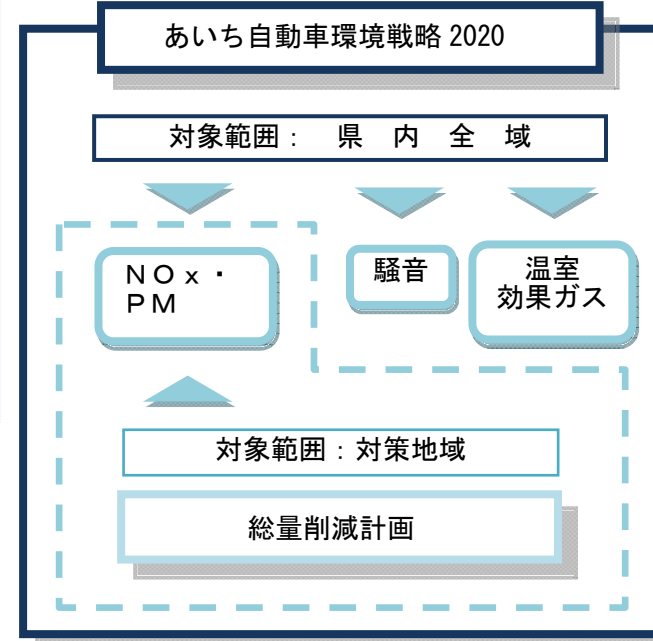 あいち自動車環境戦略 2020
対象範囲： 県 内 全 域
ＮＯｘ・
ＰＭ
騒音
温室
効果ガス
対象範囲：対策地域
総量削減計画